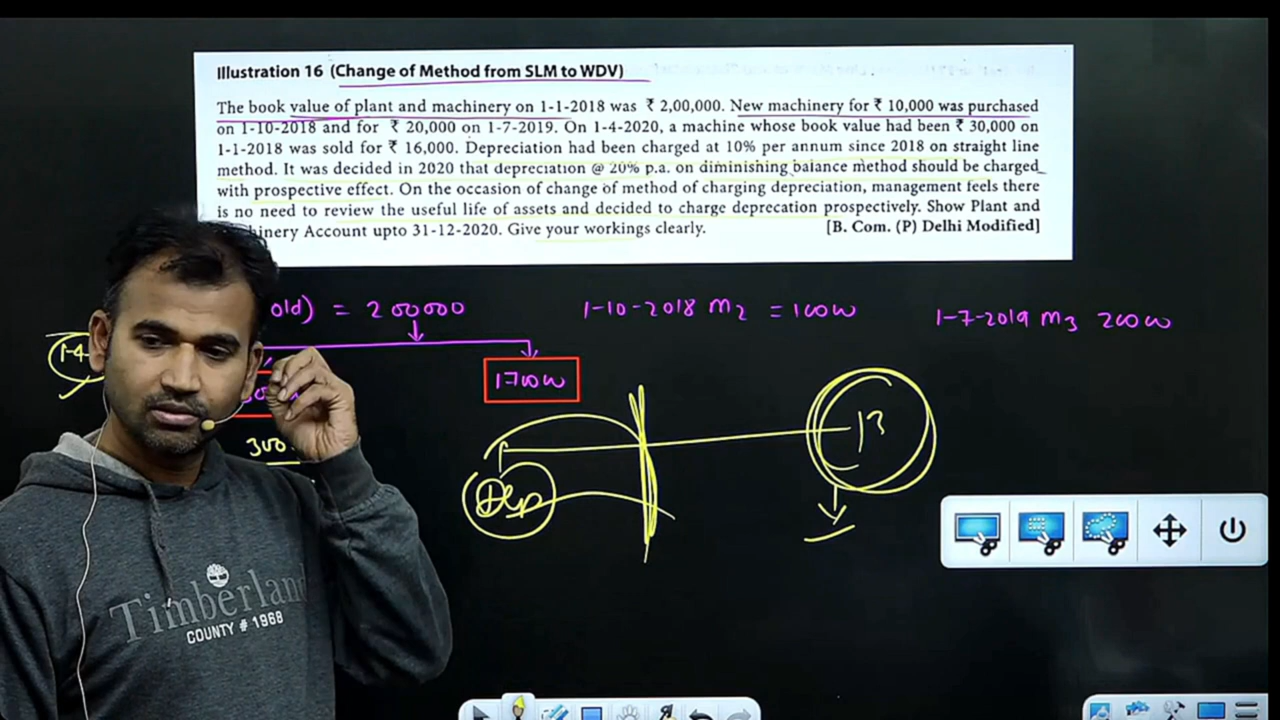 Illustration 16 (Change of Method from SLM to WDV)
The book value of plant and machinery on 1-1-2018 was ₹ 2,00,000. New machinery for ₹ 10,000 was purchased
on 1-10-2018 and for ₹ 20,000 on 1-7-2019. On 1-4-2020, a machine whose book value had been ₹ 30,000 on
1-1-2018 was sold for ₹ 16,000. Depreciation had been charged at 10% per annum since 2018 on straight line
method. It was decided in 2020 that depreciation @ 20% p.a. on diminishing balance method should be charged
with prospective effect. On the occasion of change of method of charging depreciation, management feels there
is no need to review the useful life of assets and decided to charge deprecation prospectively. Show Plant and
hinery Account upto 31-12-2020. Give your workings clearly. [B. Com. (P) Delhi Modified]
old) = 200000 1-10-2018 M2 = 10000 1-7-2019 M3 20000
1-4
170000
13
300
Dep
Timberlan
COUNTY # 1968